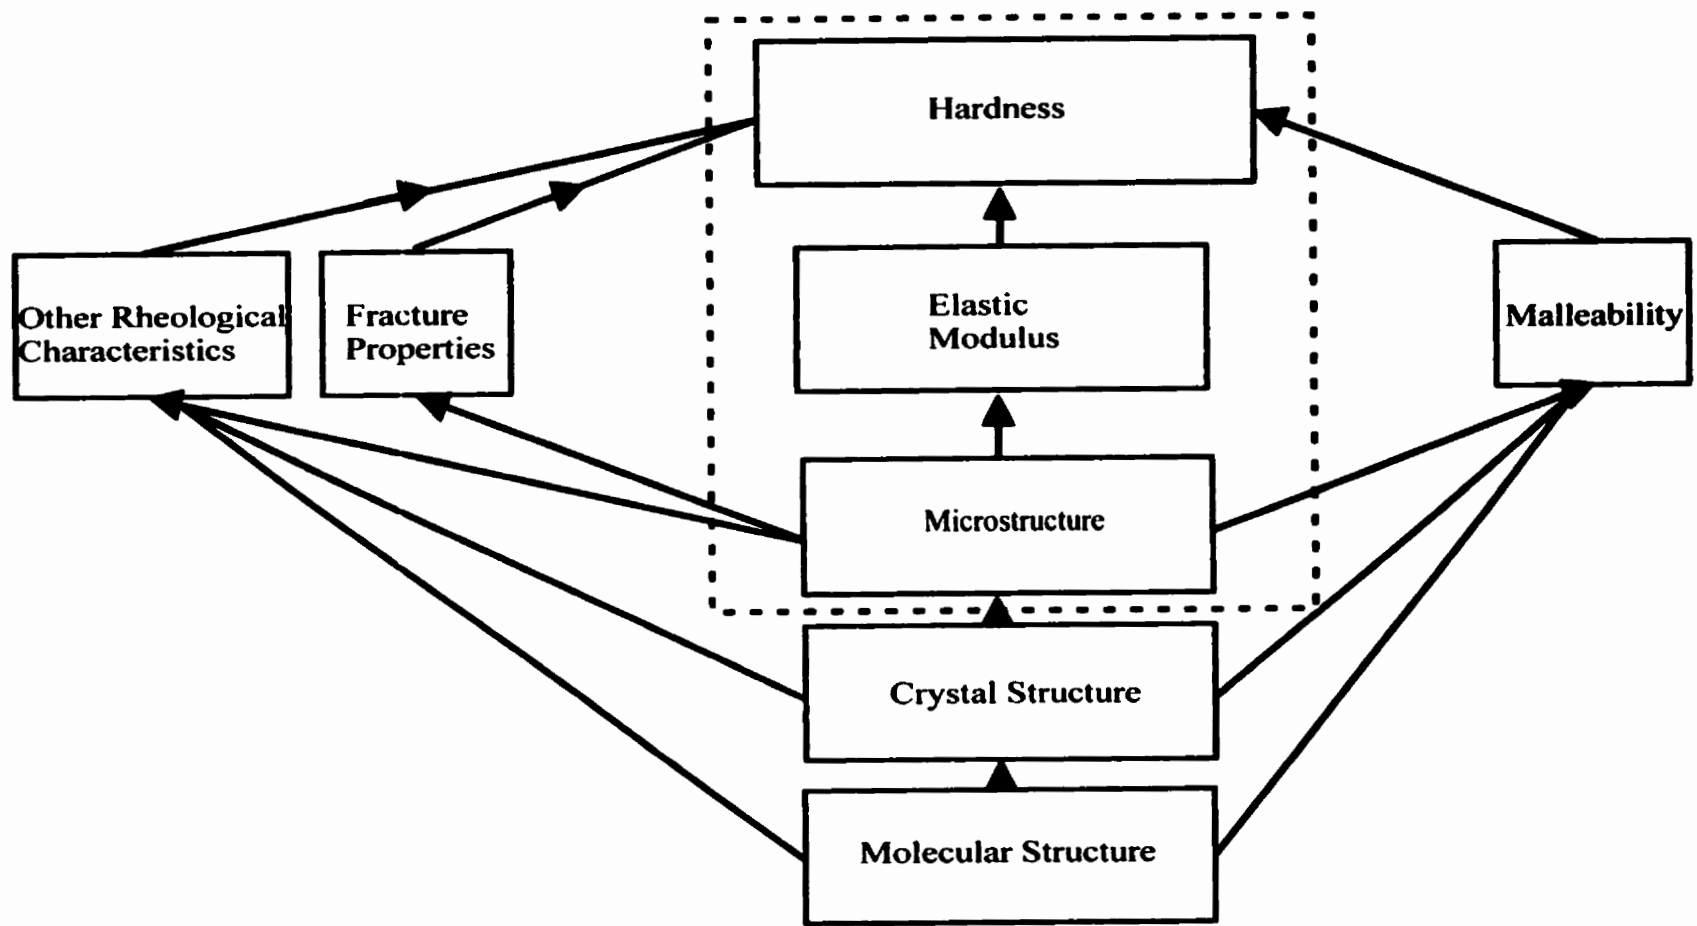 Hardness
Other Rheological
Characteristics
Fracture
Properties
Elastic
Modulus
Malleability
Microstructure
Crystal Structure
Molecular Structure